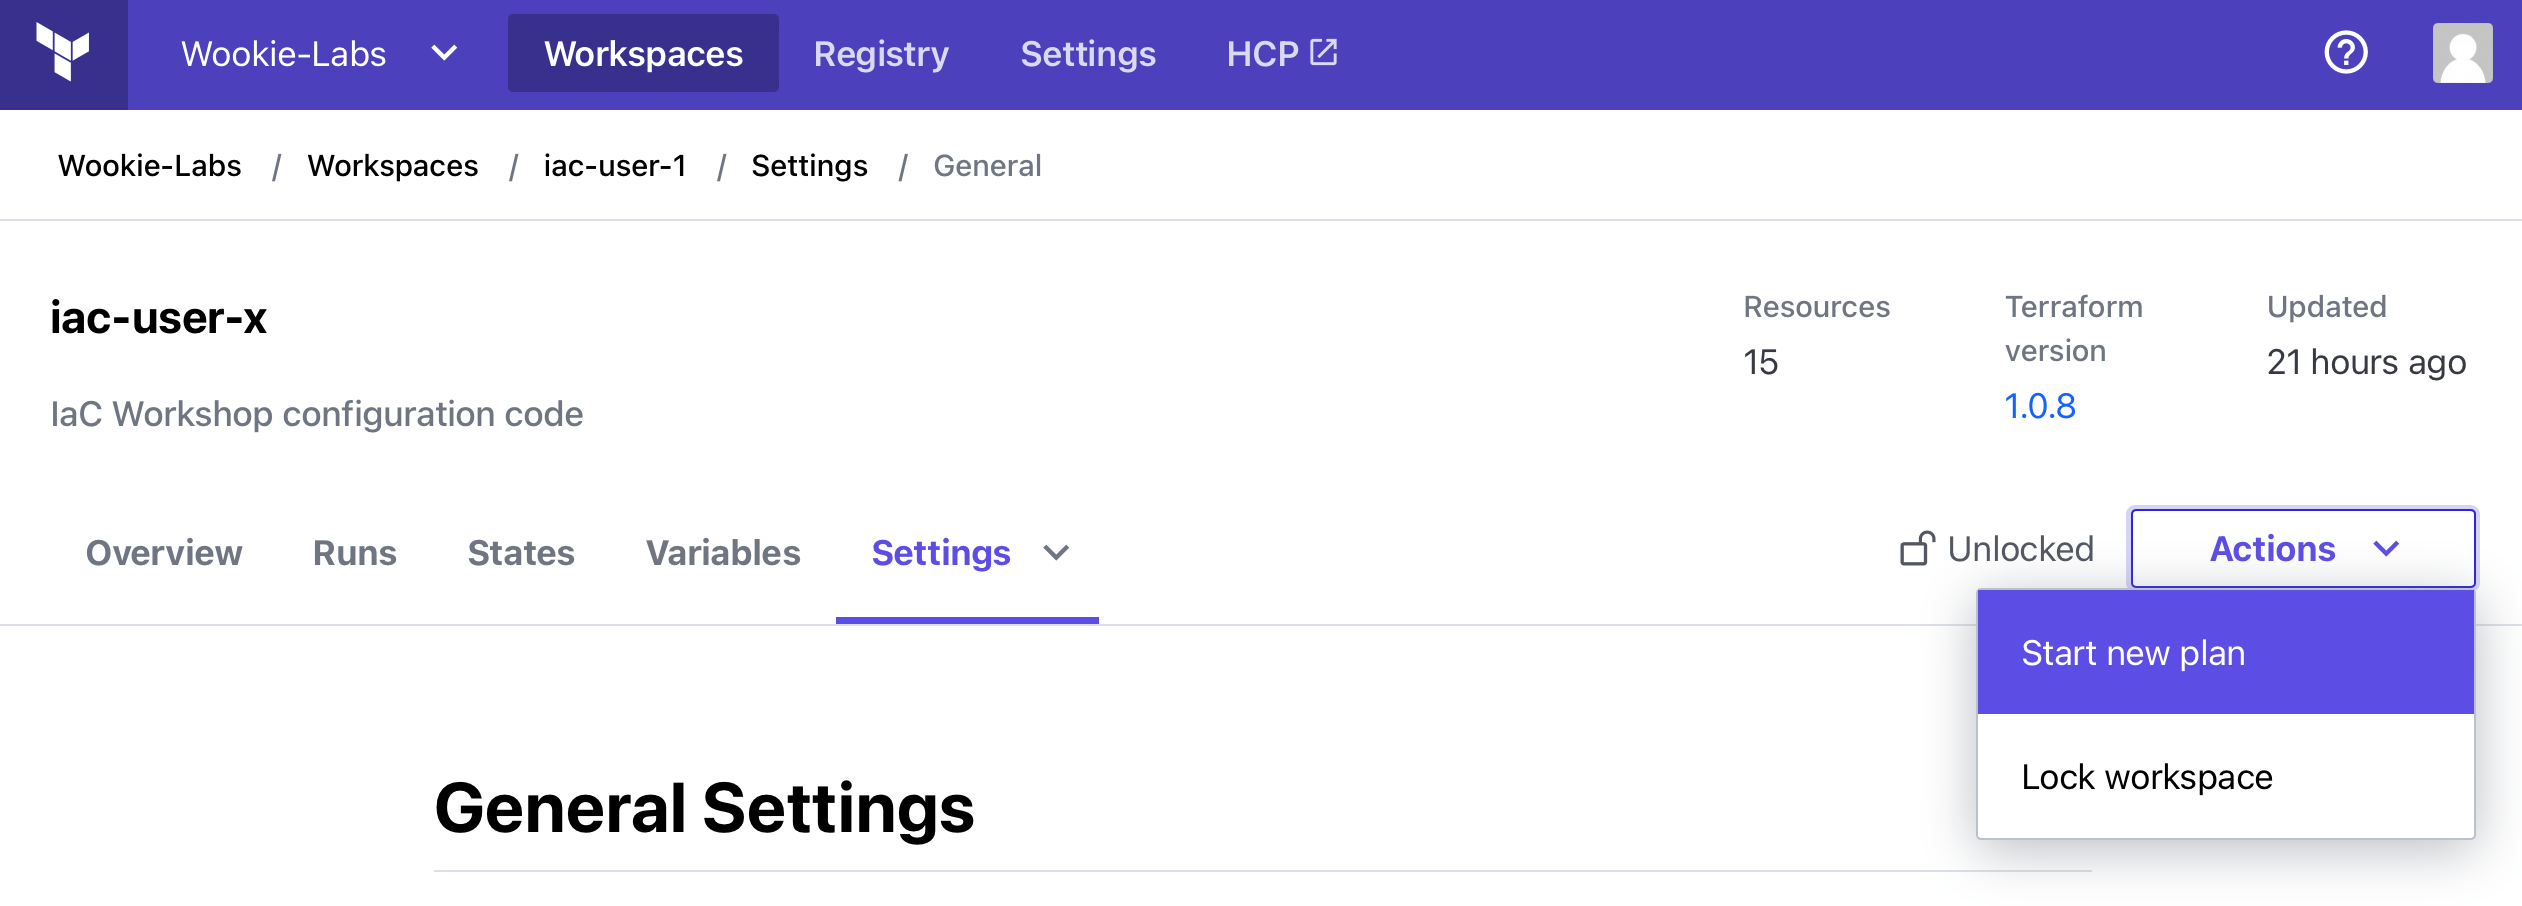 Wookie-Labs Workspaces Registry Settings HCP
Wookie-Labs / Workspaces / iac-user-1 / Settings / General
iac-user-x
IaC Workshop configuration code
Resources
15
Terraform
version
1.0.8
Updated
21 hours ago
Overview Runs States Variables Settings
Unlocked
Actions
Start new plan
Lock workspace
General Settings